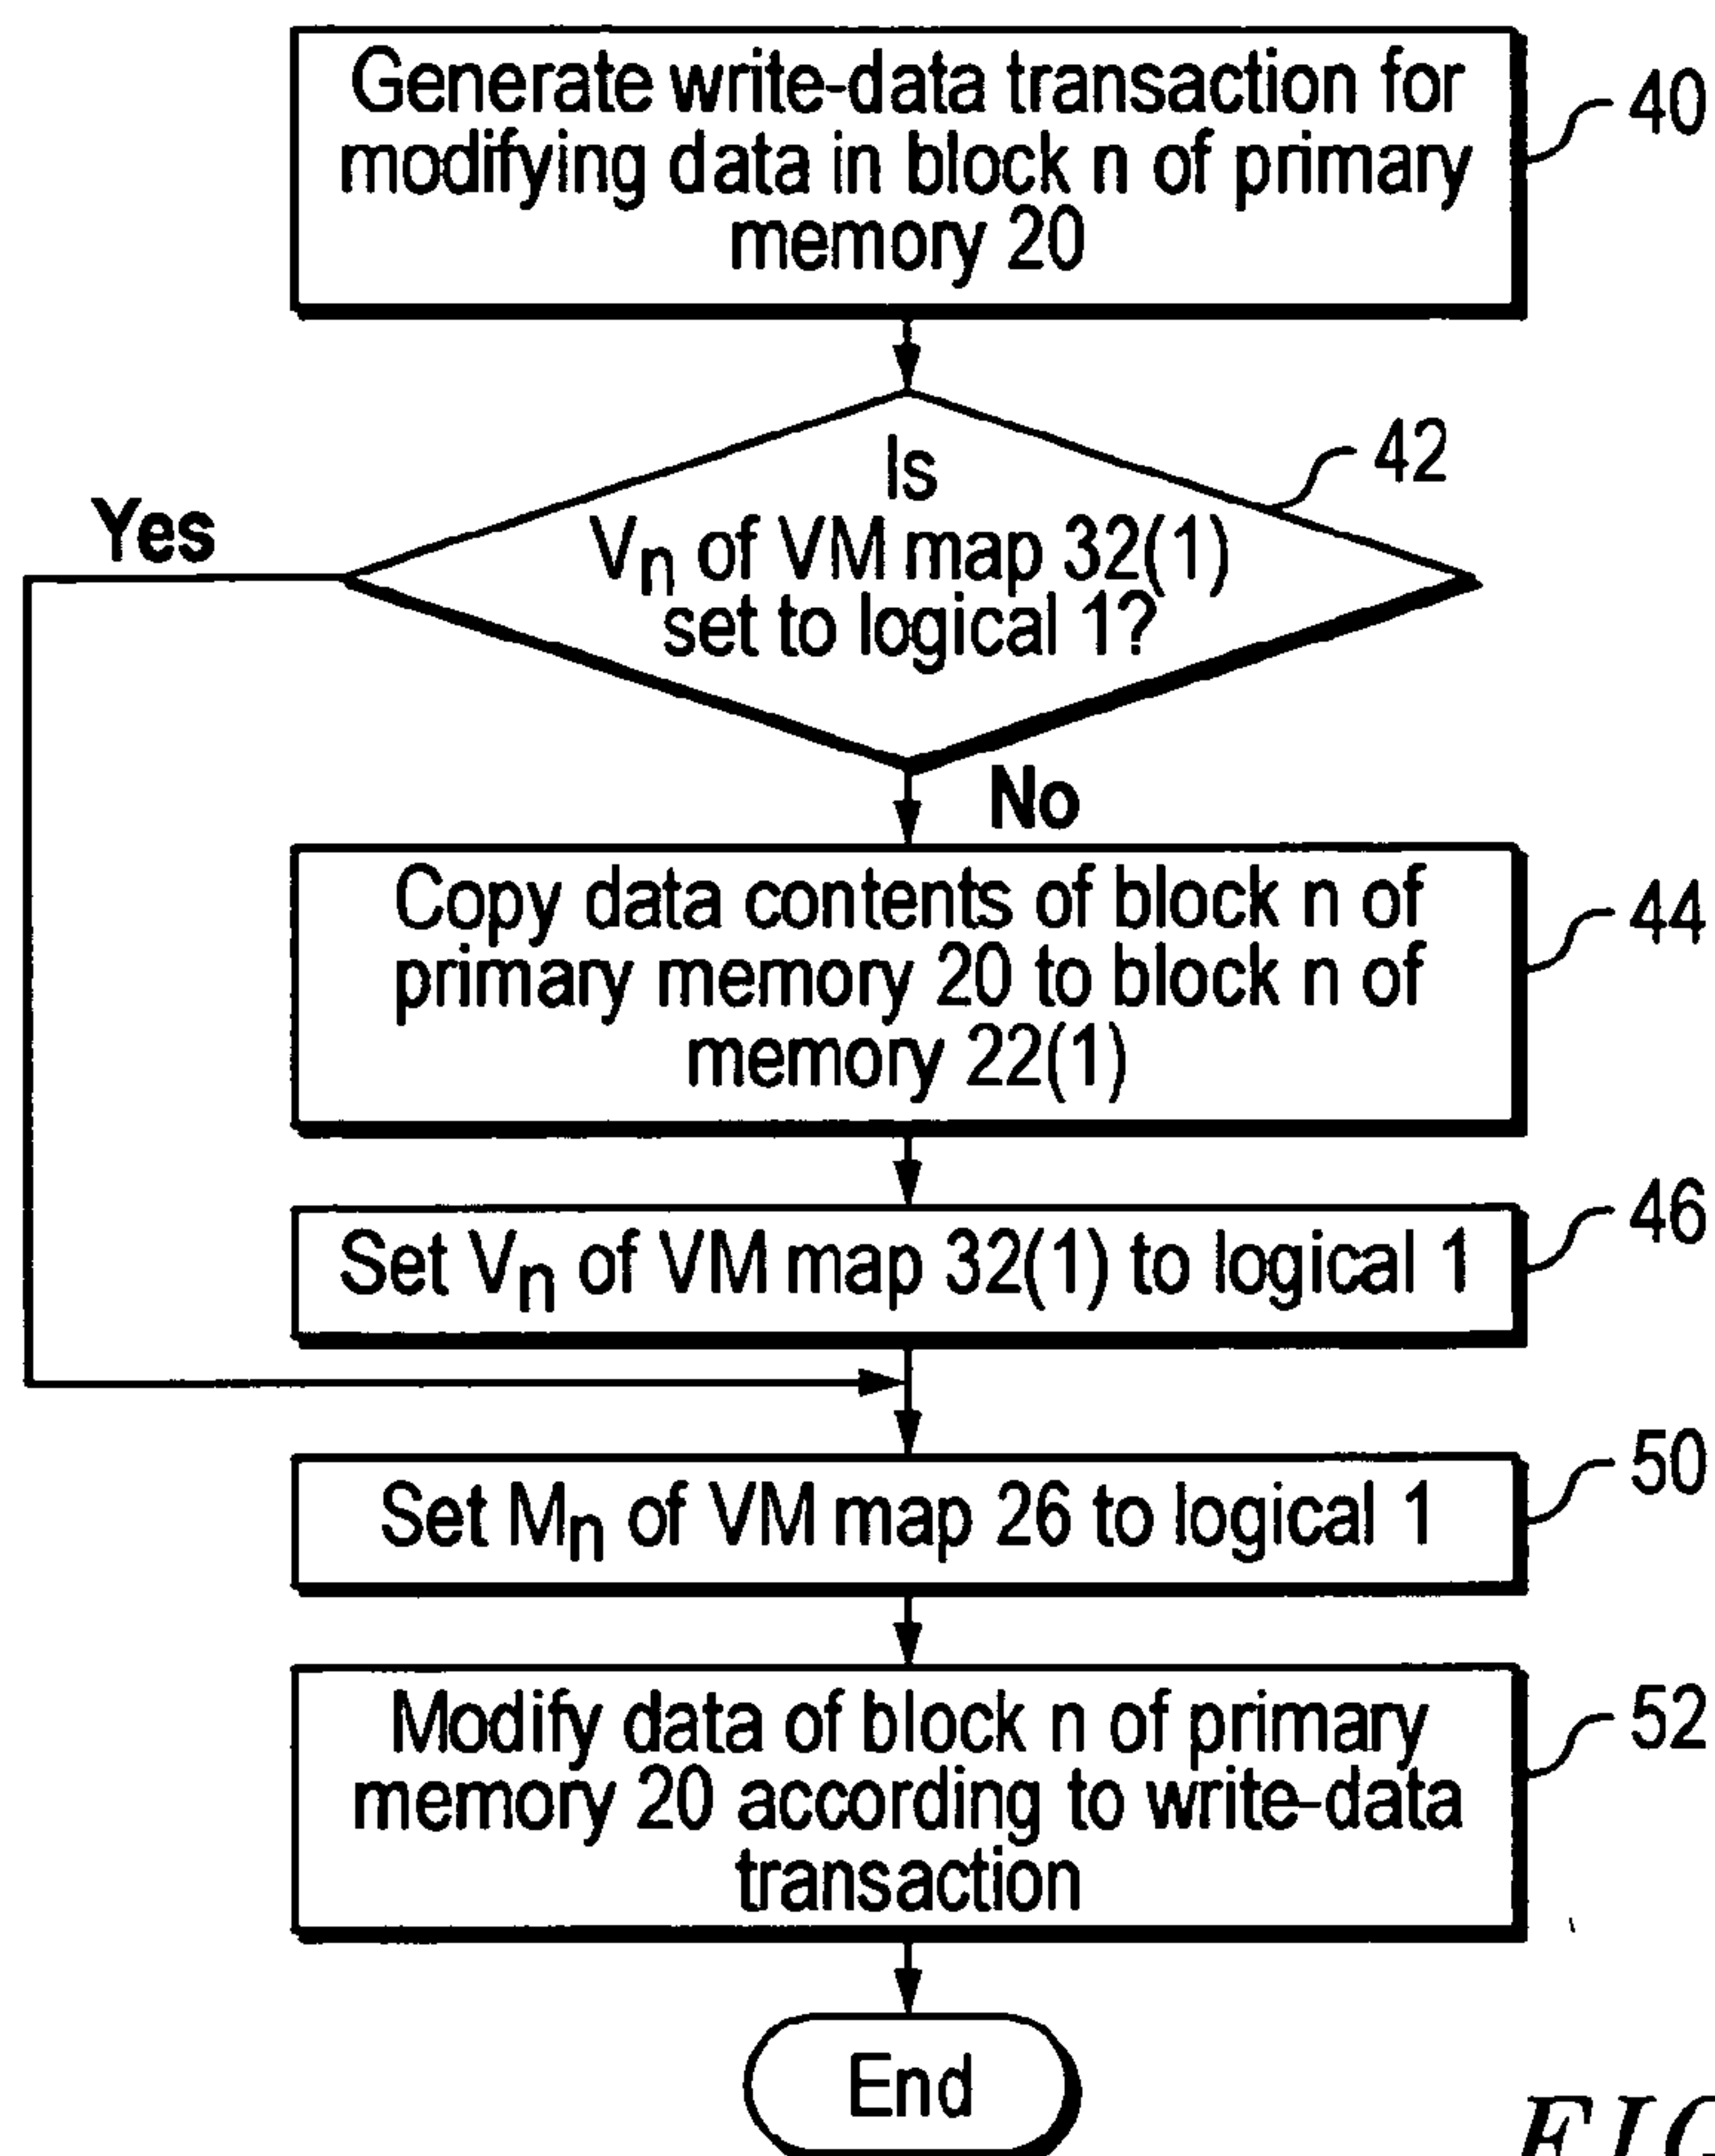 Generate write-data transaction for
modifying data in block n of primary
memory 20
40
Is
Vn of VM map 32(1)
set to logical 1?
42
Yes
No
Copy data contents of block n of
primary memory 20 to block n of
memory 22(1)
44
Set Vn of VM map 32(1) to logical 1
46
Set Mn of VM map 26 to logical 1
50
Modify data of block n of primary
memory 20 according to write-data
transaction
52
End